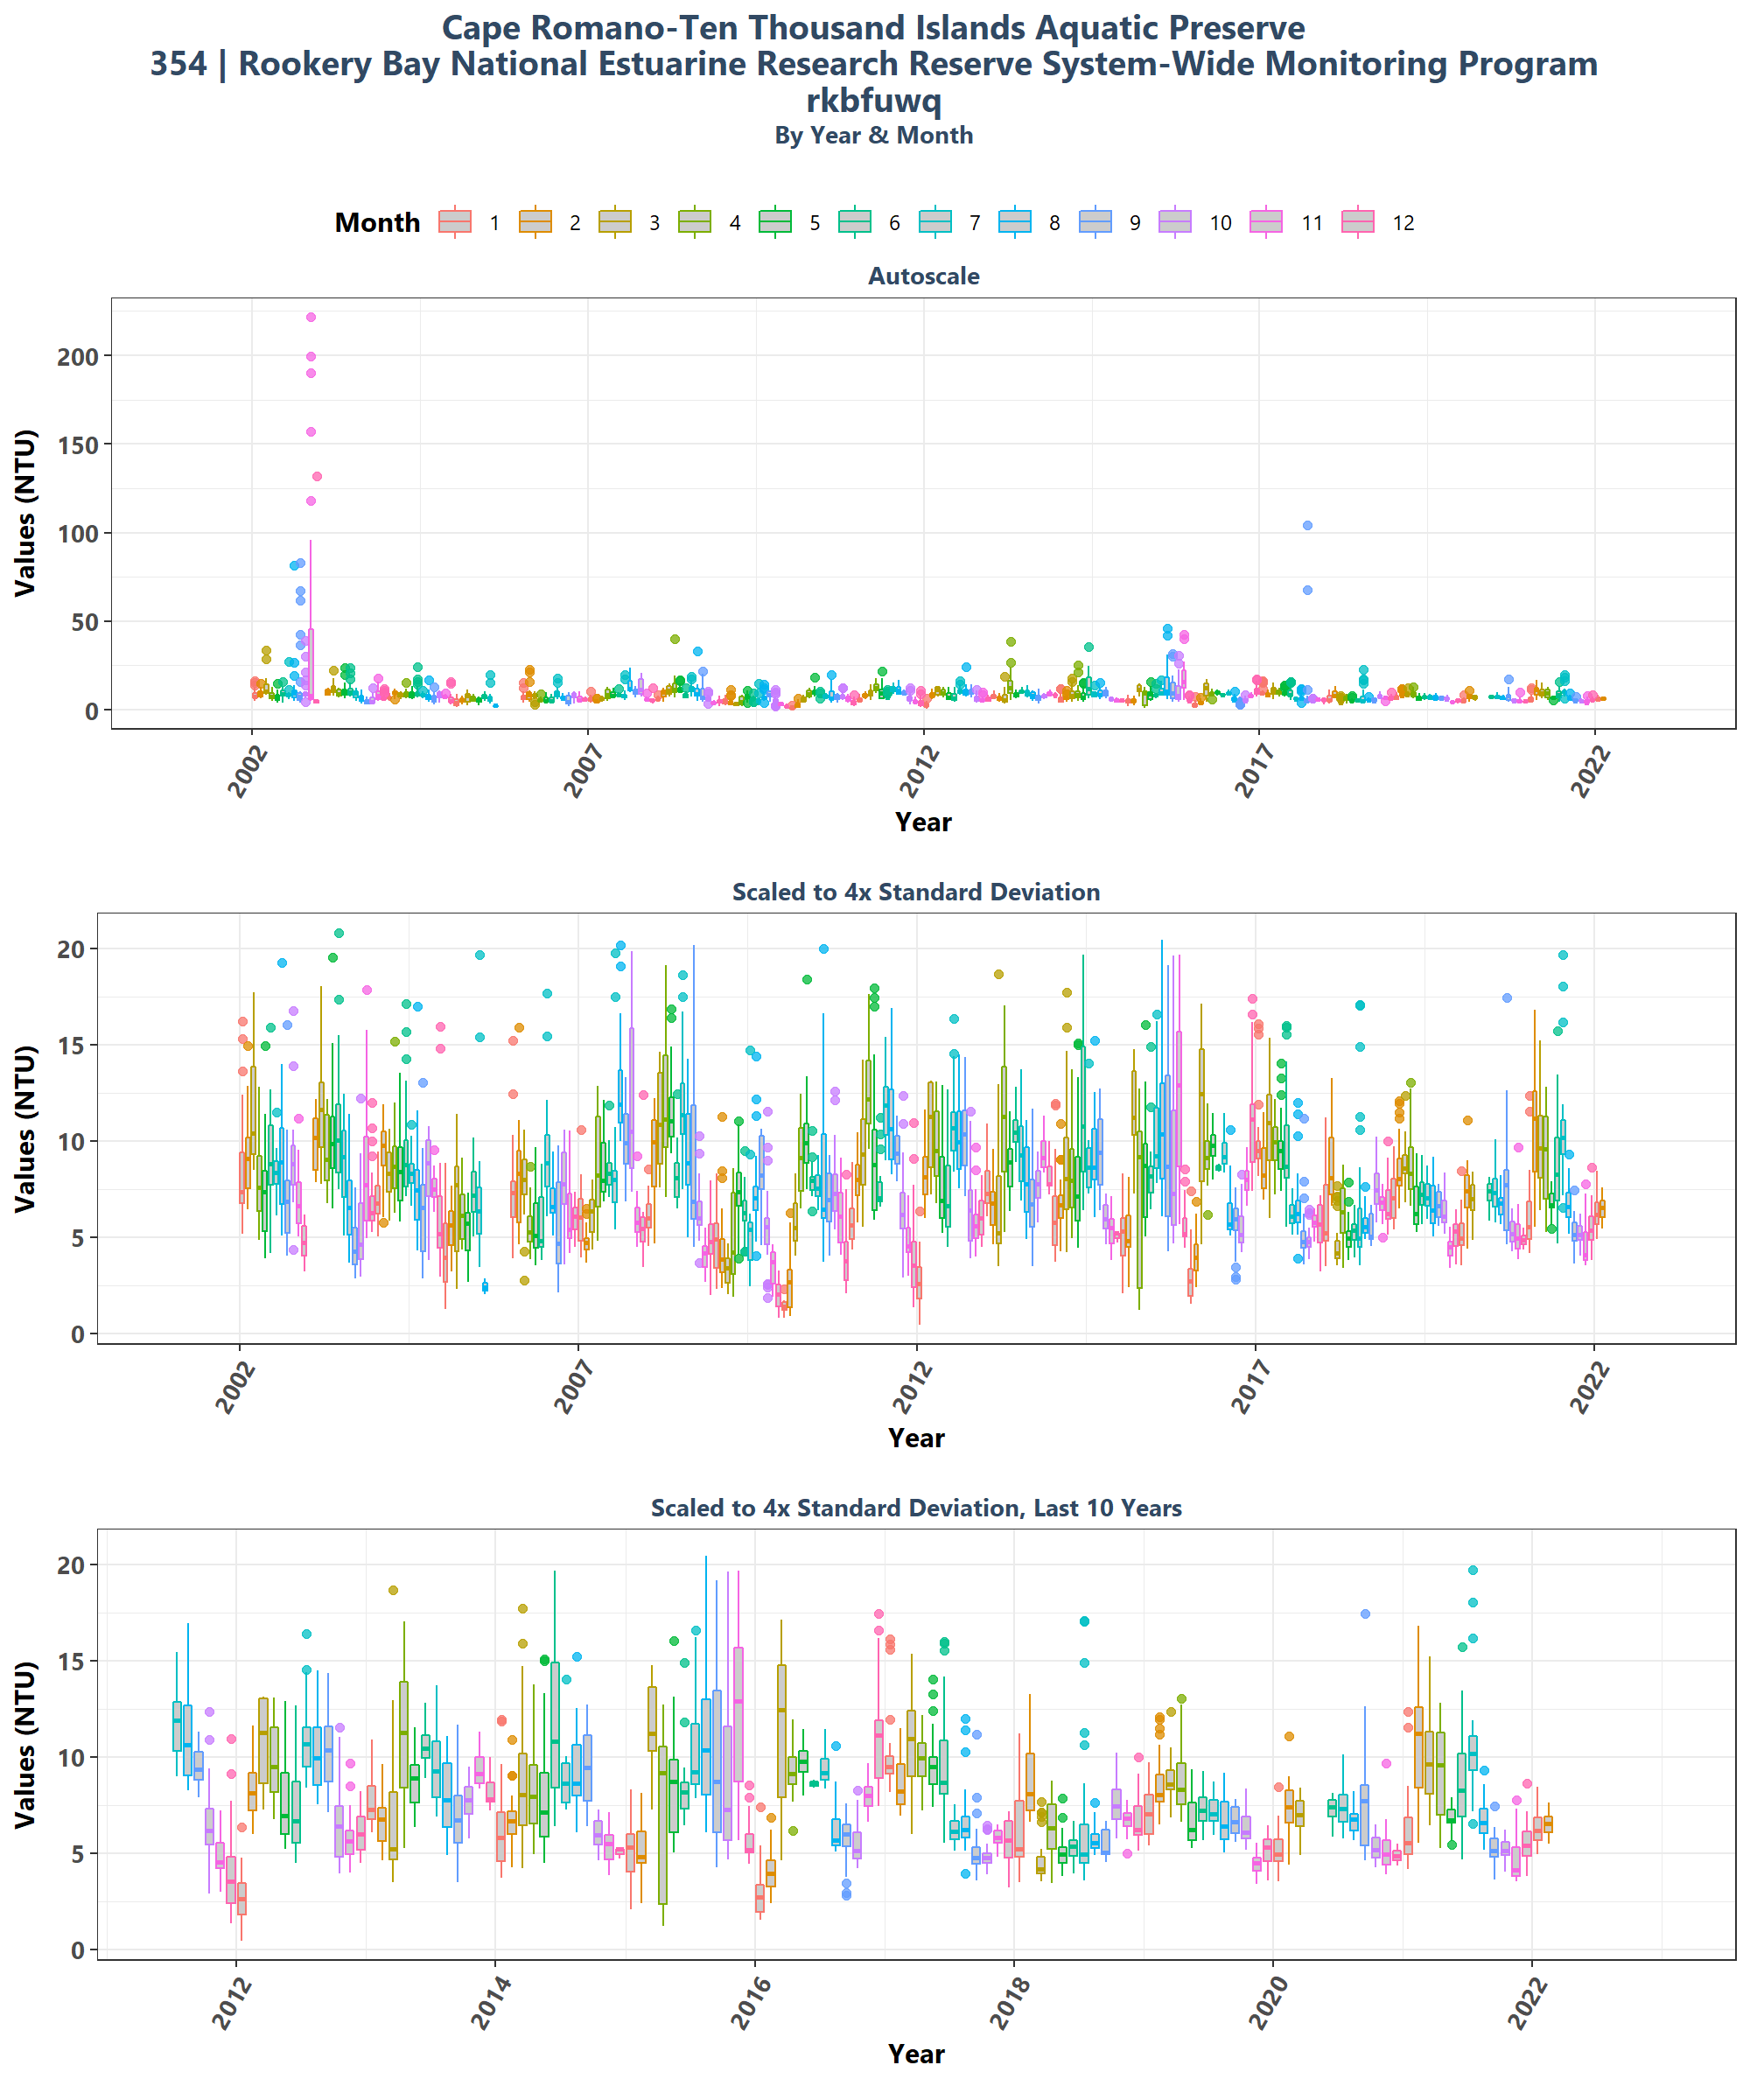 Cape Romano-Ten Thousand Islands Aquatic Preserve
354 | Rookery Bay National Estuarine Research Reserve System-Wide Monitoring Program
rkbfuwq
By Year & Month
Month 1 2 3 4 5 6 7 8 9 10 11 12
Autoscale
Values (NTU)
200
150
100
50
0
2002 2007 2012 2017 2022
Year
Scaled to 4x Standard Deviation
Values (NTU)
20
15
10
5
0
2002 2007 2012 2017 2022
Year
Scaled to 4x Standard Deviation, Last 10 Years
Values (NTU)
20
15
10
5
0
2012 2014 2016 2018 2020 2022
Year